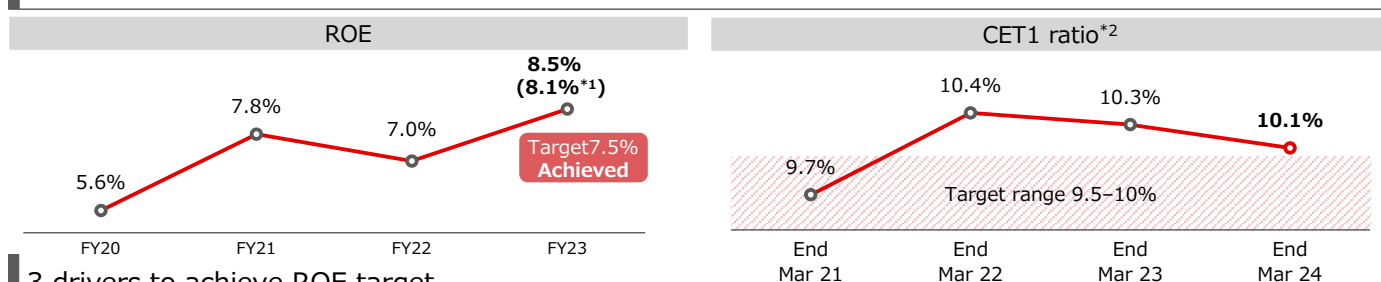 ROE
8.5%
(8.1%*1)
7.8%
7.0%
5.6%
Target7.5%
Achieved
FY20 FY21 FY22 FY23
CET1 ratio*2
10.4%
10.3%
10.1%
9.7%
Target range 9.5–10%
End End End End
Mar 21 Mar 22 Mar 23 Mar 24
3 drivers to achieve ROE target